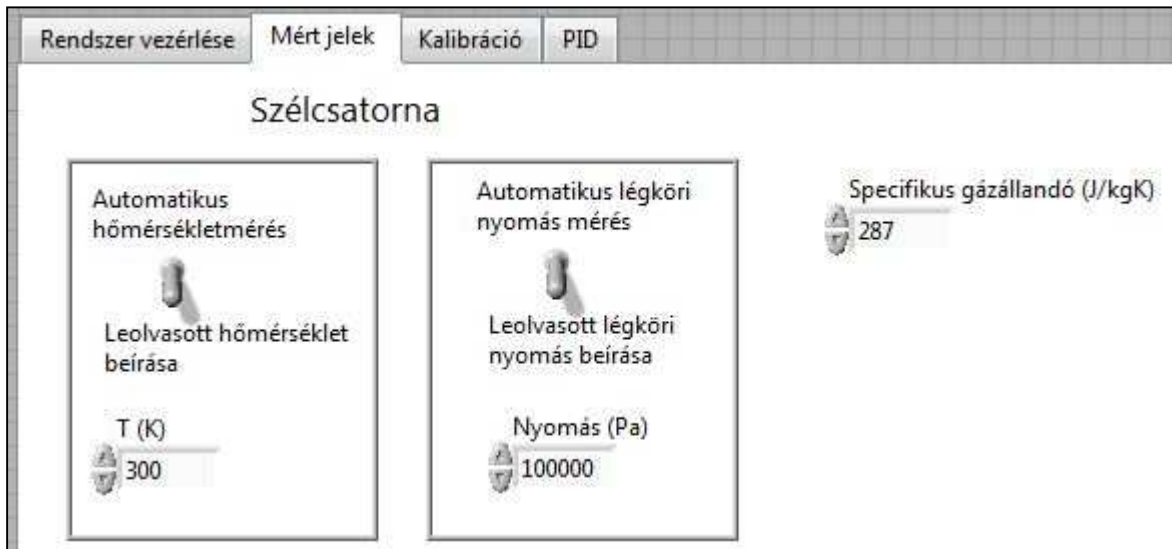 Rendszer vezérlése
Mért jelek
Kalibráció
PID
Szélcsatorna
Automatikus
hőmérsékletmérés
Leolvasott hőmérséklet
beírása
T (K)
300
Automatikus légköri
nyomás mérés
Leolvasott légköri
nyomás beírása
Nyomás (Pa)
100000
Specifikus gázállandó (J/kgK)
287